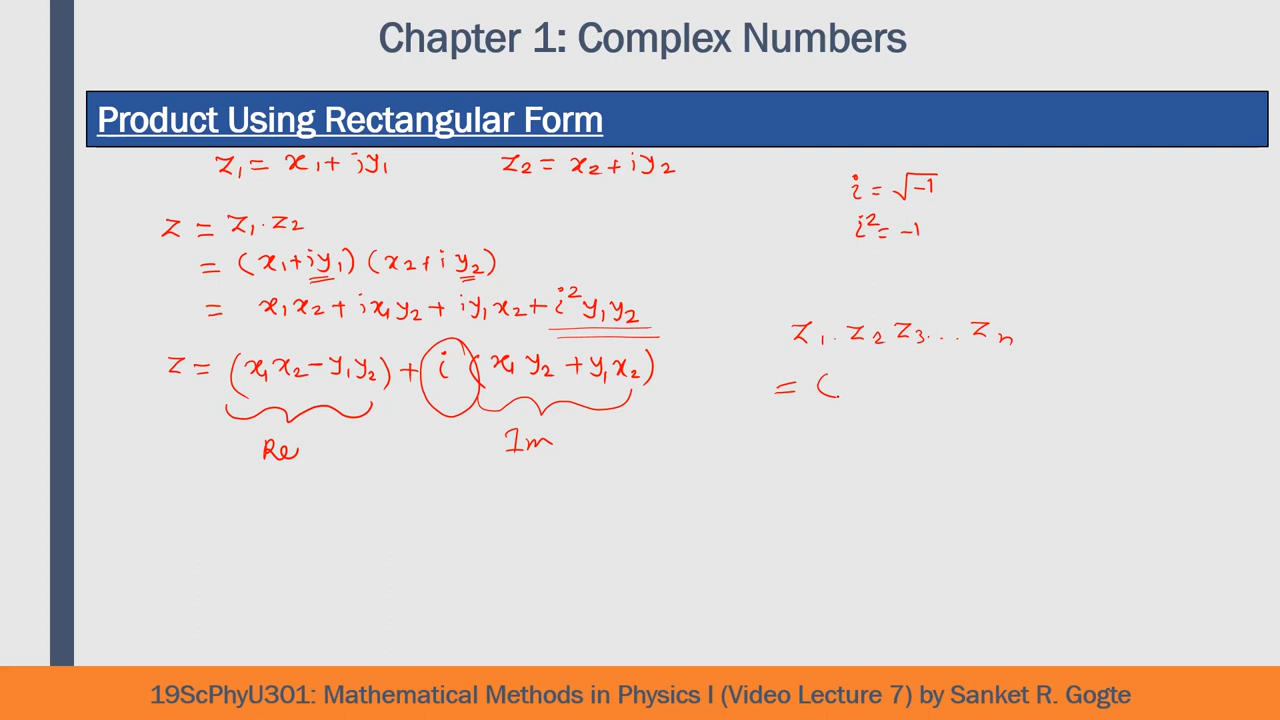 Chapter 1: Complex Numbers
Product Using Rectangular Form
z₁ = x₁ + iy₁ z₂ = x₂ + iy₂
i = √-1
z = z₁ · z₂
i² = -1
= (x₁ + iy₁) (x₂ + iy₂)
= x₁x₂ + ix₁y₂ + iy₁x₂ + i²y₁y₂
z₁ · z₂ z₃ ... zₙ
z = (x₁x₂ - y₁y₂) + i (x₁y₂ + y₁x₂)
= (
Re Im
19ScPhyU301: Mathematical Methods in Physics I (Video Lecture 7) by Sanket R. Gogte